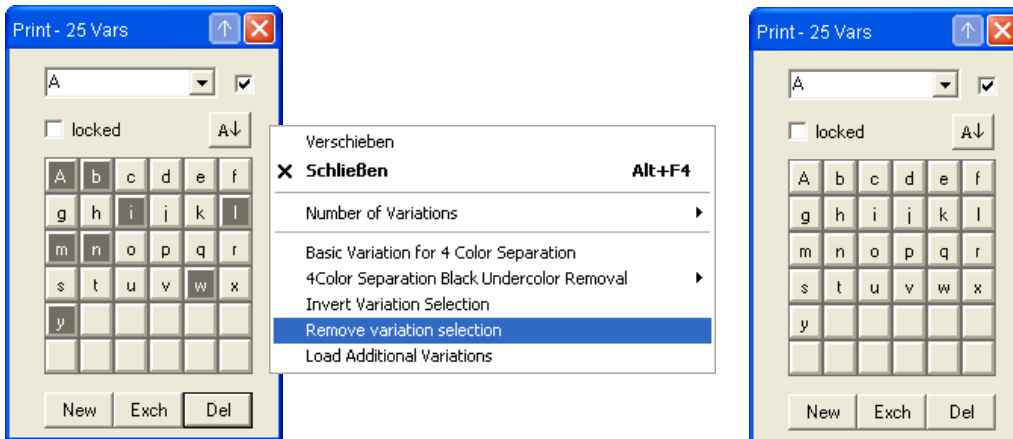 Print - 25 Vars
A
locked
A↓
A b c d e f
g h i j k l
m n o p q r
s t u v w x
y
New Exch Del
Verschieben
Schließen Alt+F4
Number of Variations
Basic Variation for 4 Color Separation
4Color Separation Black Undercolor Removal
Invert Variation Selection
Remove variation selection
Load Additional Variations
Print - 25 Vars
A
locked
A↓
A b c d e f
g h i j k l
m n o p q r
s t u v w x
y
New Exch Del